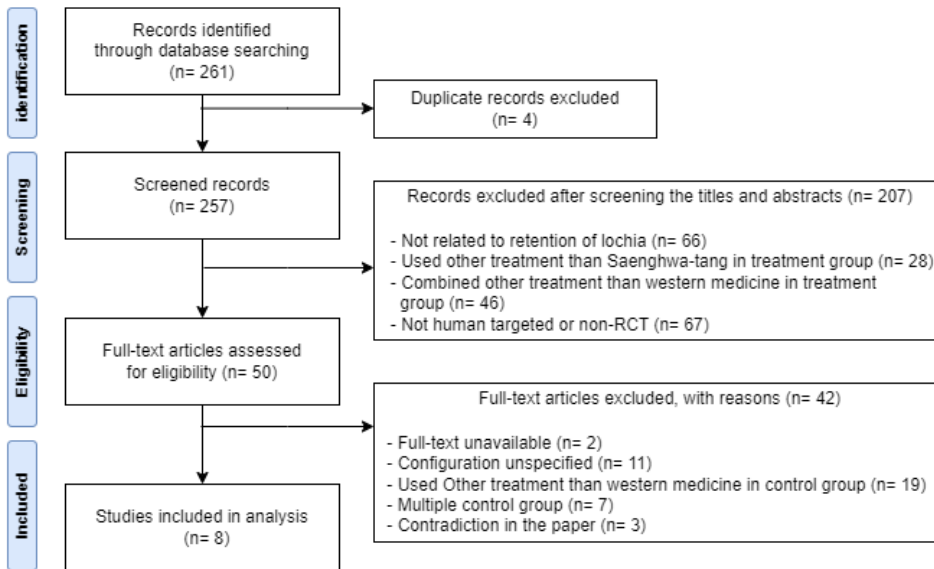 identification
Records identified
through database searching
(n= 261)
Duplicate records excluded
(n= 4)
Screening
Screened records
(n= 257)
Records excluded after screening the titles and abstracts (n= 207)
- Not related to retention of lochia (n= 66)
- Used other treatment than Saenghwa-tang in treatment group (n= 28)
- Combined other treatment than western medicine in treatment
group (n= 46)
- Not human targeted or non-RCT (n= 67)
Eligibility
Full-text articles assessed
for eligibility (n= 50)
Full-text articles excluded, with reasons (n= 42)
- Full-text unavailable (n= 2)
- Configuration unspecified (n= 11)
- Used Other treatment than western medicine in control group (n= 19)
- Multiple control group (n= 7)
- Contradiction in the paper (n= 3)
Included
Studies included in analysis
(n= 8)